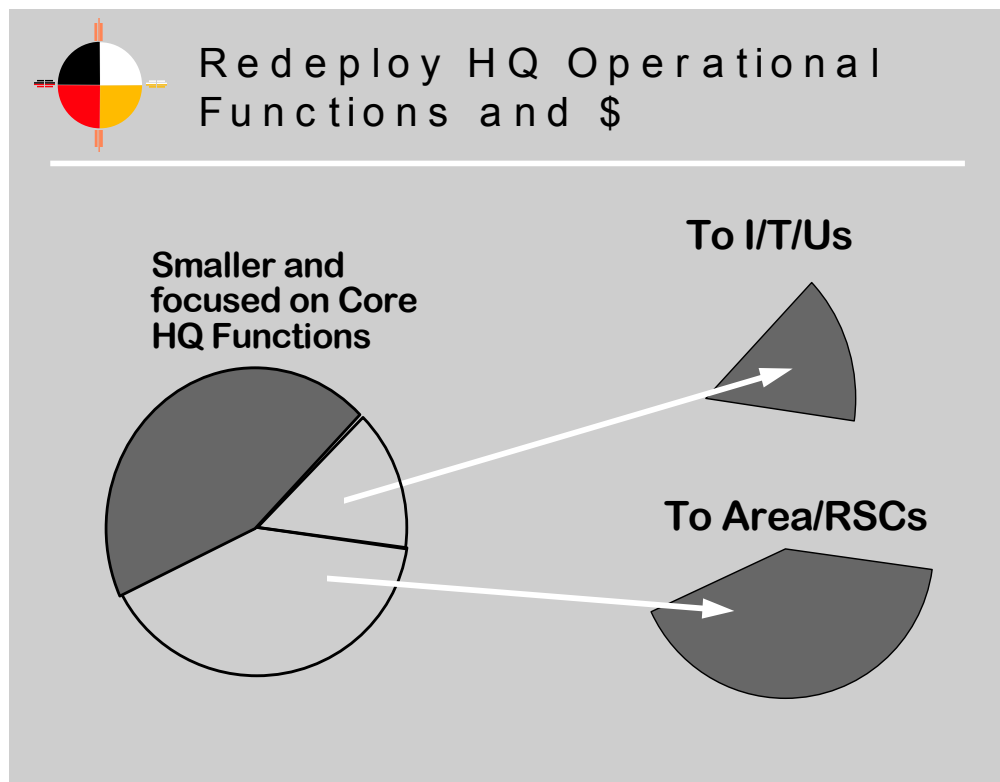 Redeploy HQ Operational
Functions and $
Smaller and
focused on Core
HQ Functions
To I/T/Us
To Area/RSCs